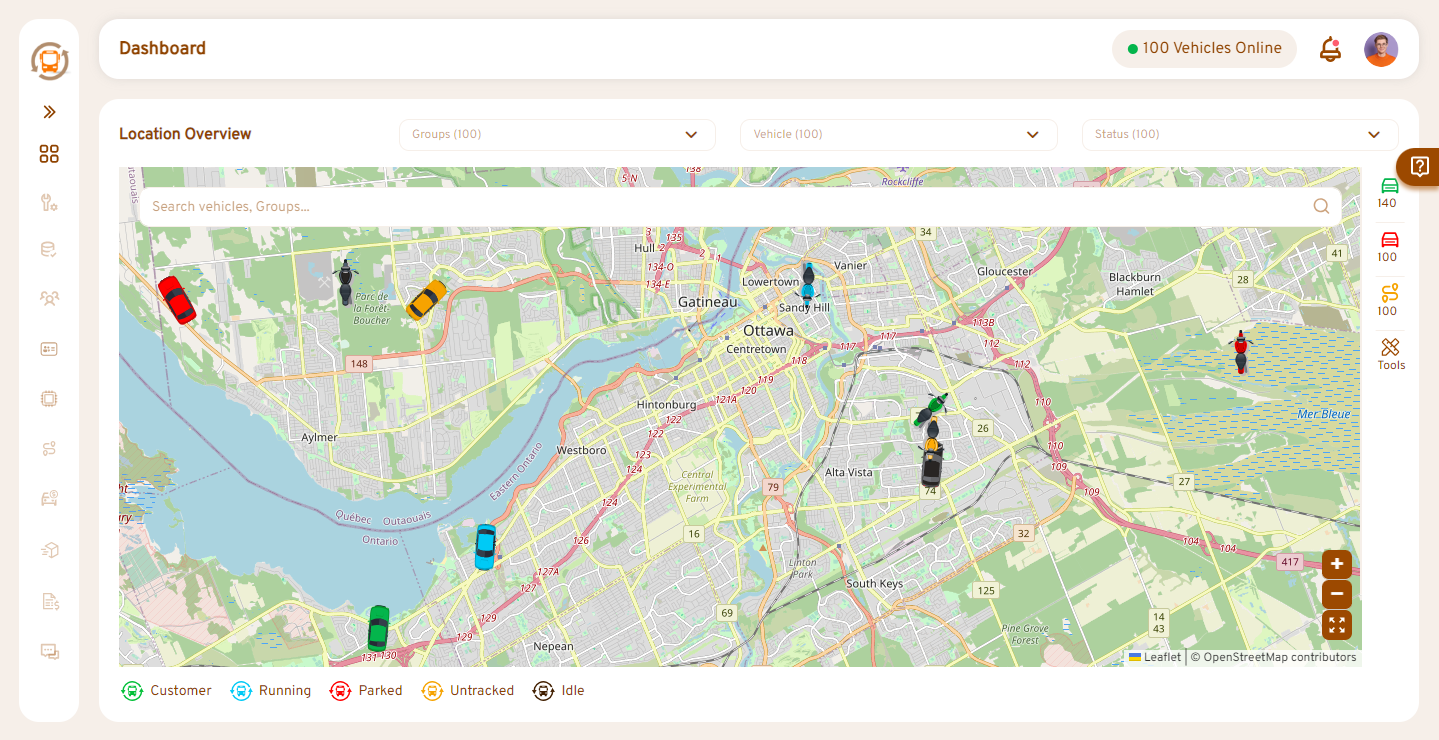 Dashboard
100 Vehicles Online
Location Overview
Groups (100)
Vehicle (100)
Status (100)
Search vehicles, Groups...
140
100
100
Tools
5 N
138
Rockcliffe
Hull
2
135
1
134-O
134-E
34
41
Vanier
Lowertown
Gloucester
Blackburn
Hamlet
28
Gatineau
Sandy Hill
Parc de
la Forêt-
Boucher
Ottawa
113B
Centretown
117
117
112
112
118
148
119
121A
Hintonburg
122
122
110
Mer Bleue
26
Aylmer
123
Westboro
110
124
109
Alta Vista
Central
Experimental
Farm
Eastern Ontario
79
74
109
27
124
Québec
Outaouais
Ontario
16
32
126
104
104
417
127A
Linton
Park
South Keys
125
69
129
129
14
43
Pine Grove
Forest
Nepean
131
130
Leaflet | © OpenStreetMap contributors
Customer
Running
Parked
Untracked
Idle